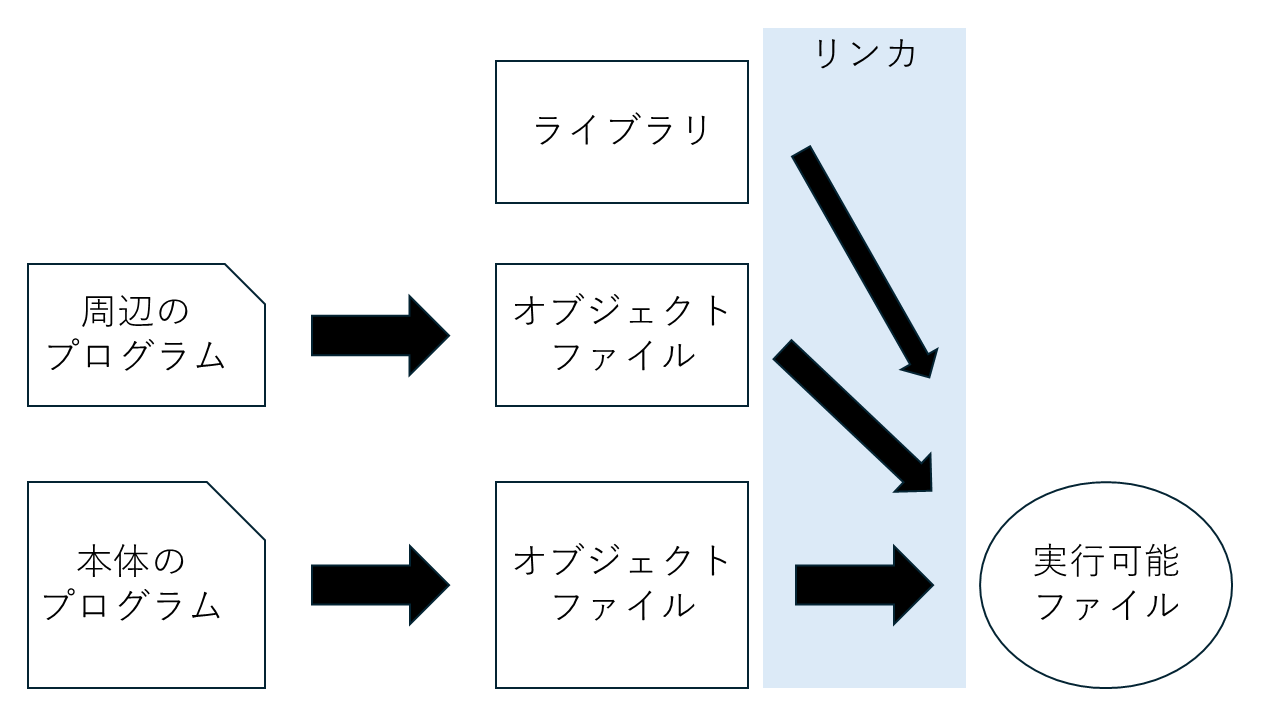 リンカ
ライブラリ
周辺の
プログラム
オブジェクト
ファイル
本体の
プログラム
オブジェクト
ファイル
実行可能
ファイル